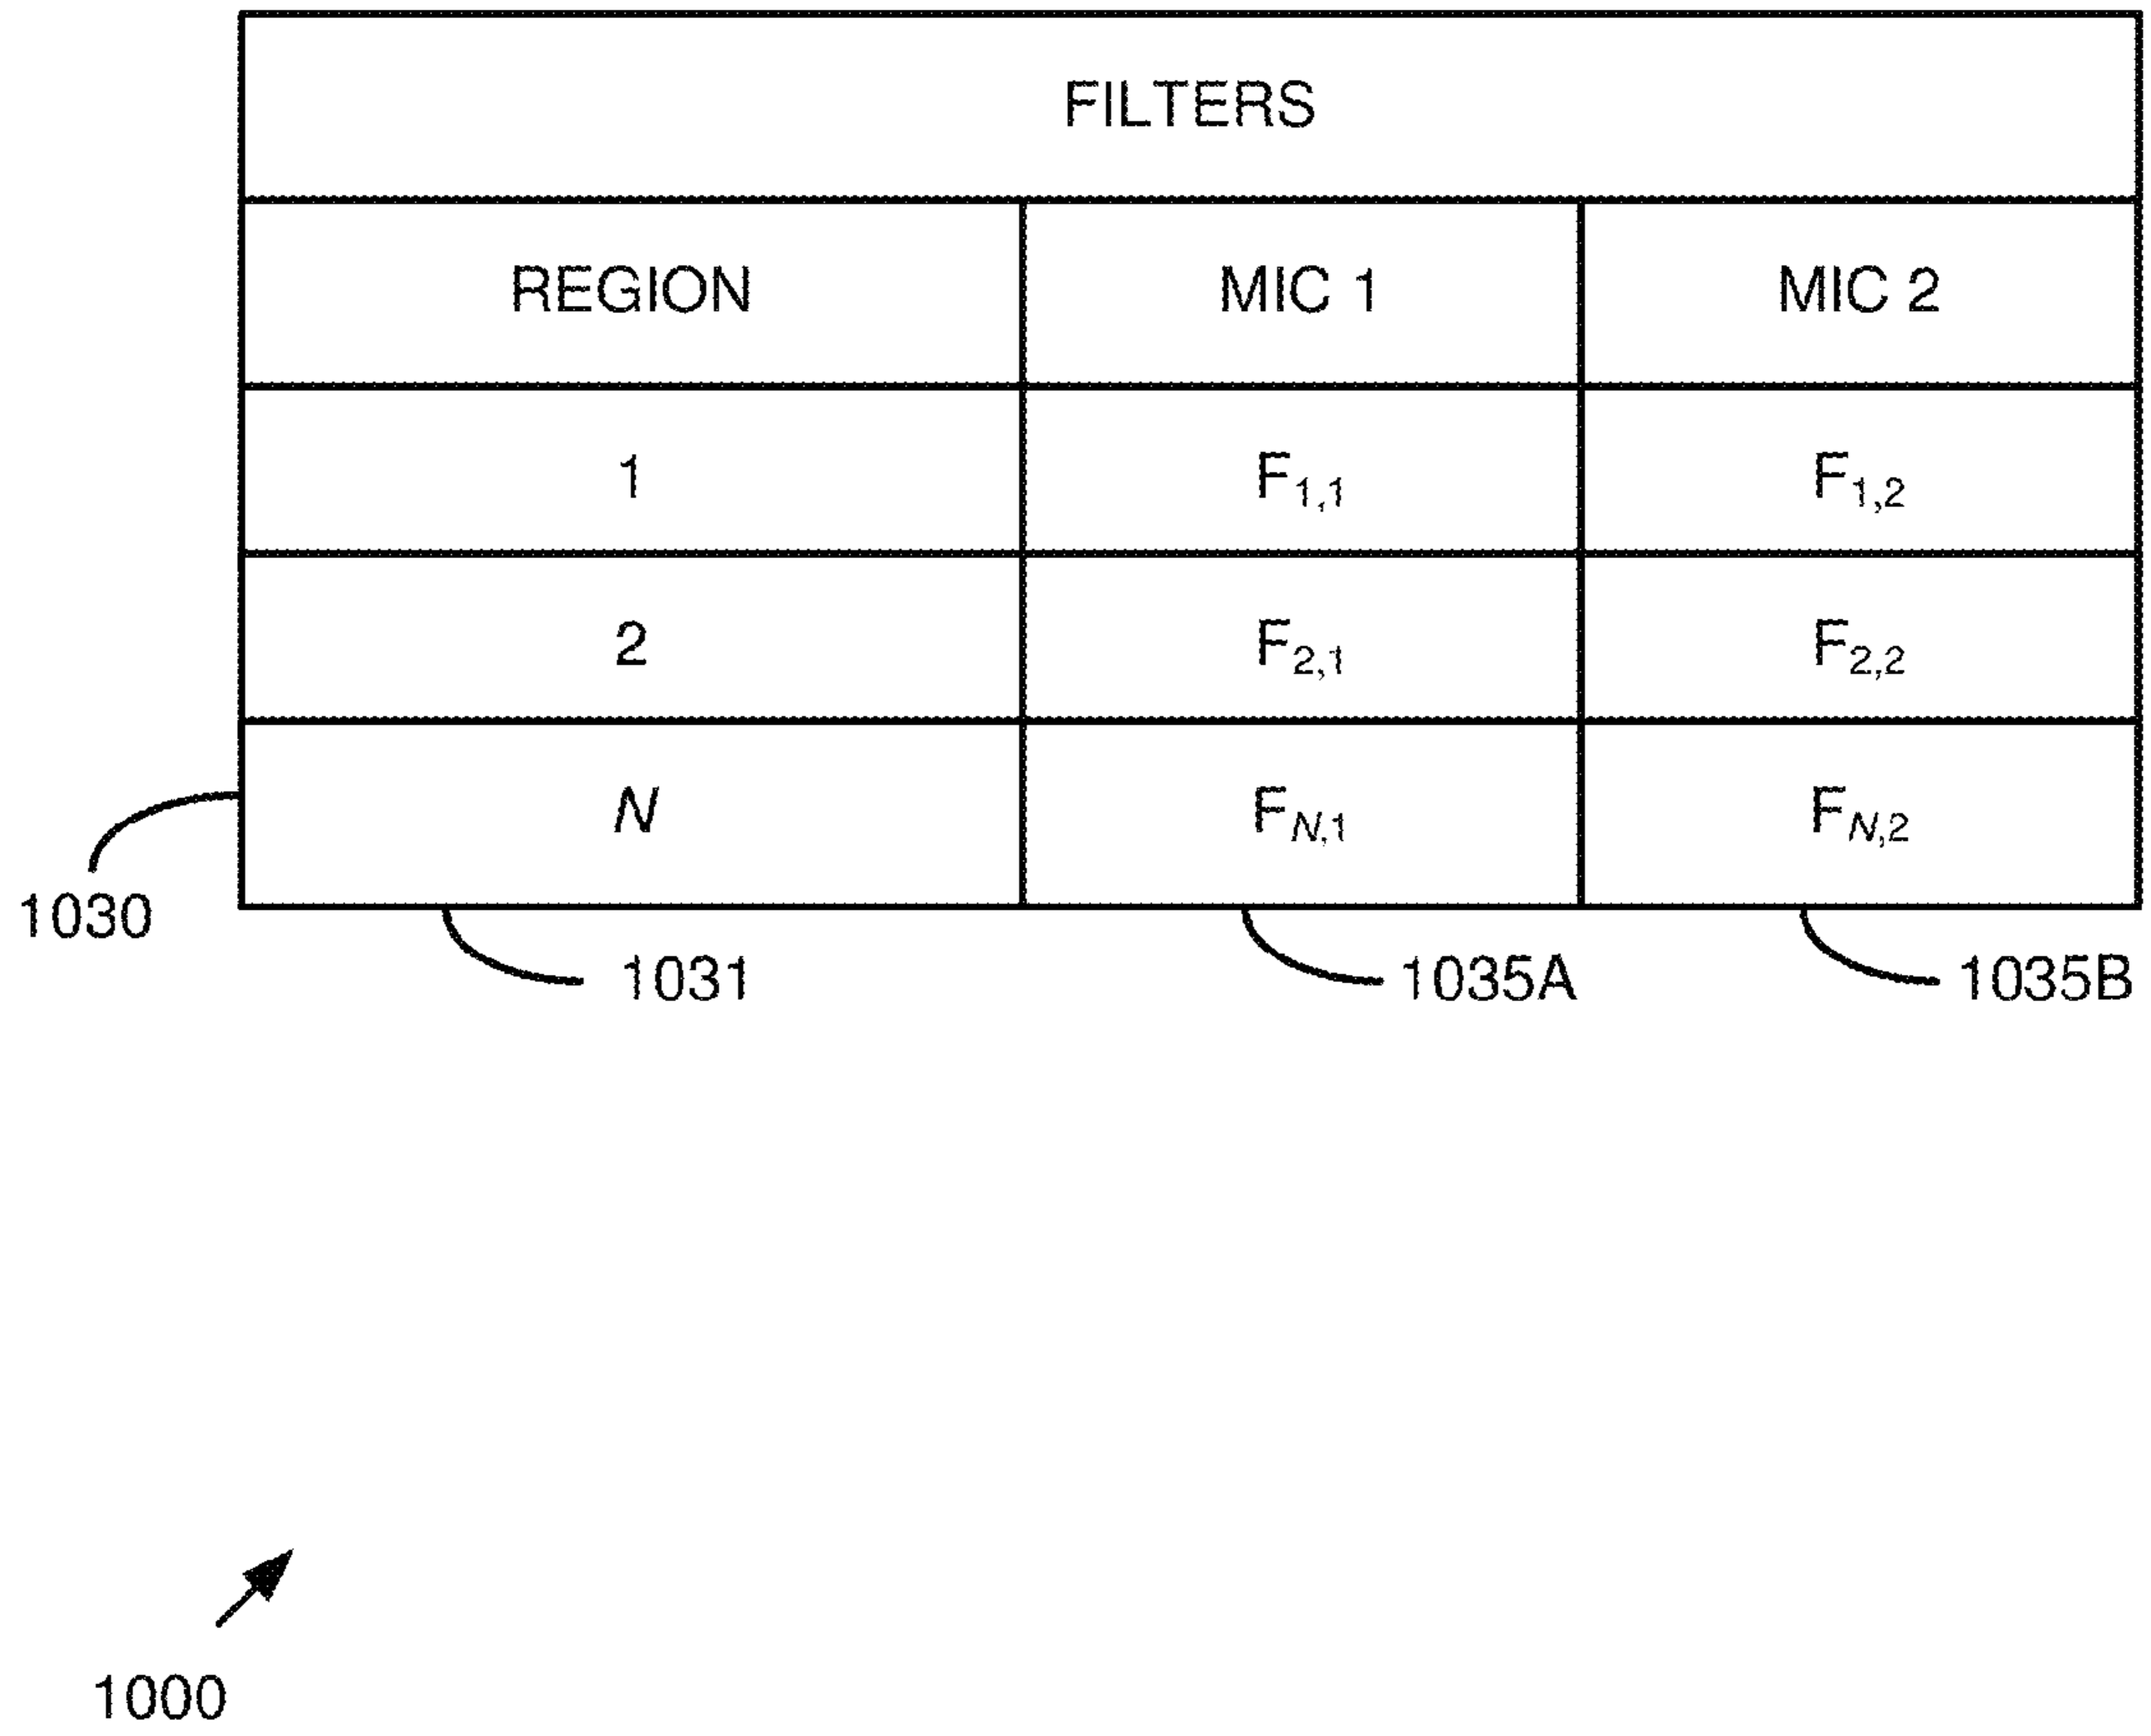 FILTERS
REGION MIC 1 MIC 2
1 F1,1 F1,2
2 F2,1 F2,2
N FN,1 FN,2
1030
1031 1035A 1035B
1000